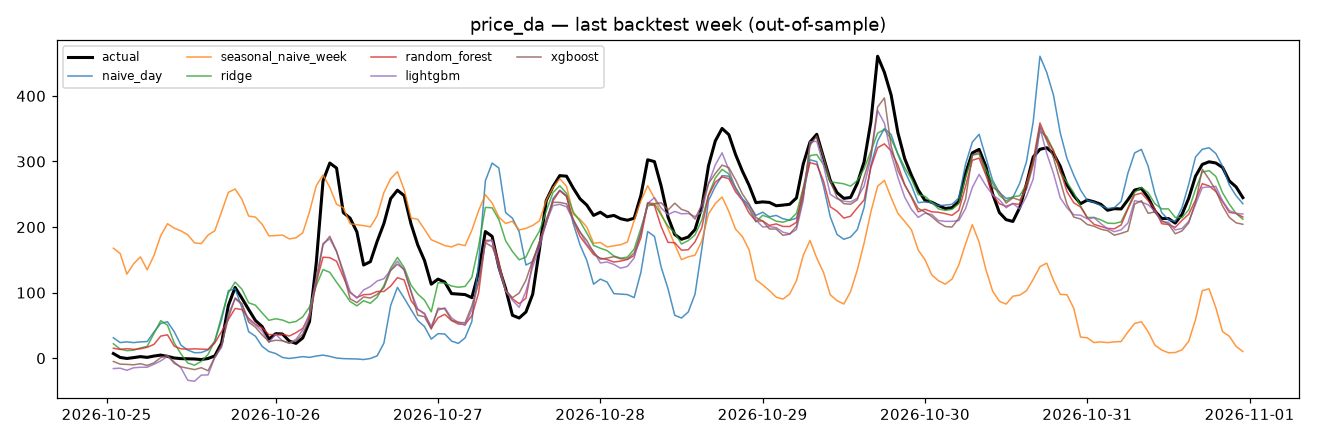 price_da — last backtest week (out-of-sample)
actual seasonal_naive_week random_forest xgboost
naive_day ridge lightgbm
400
300
200
100
0
2026-10-25 2026-10-26 2026-10-27 2026-10-28 2026-10-29 2026-10-30 2026-10-31 2026-11-01